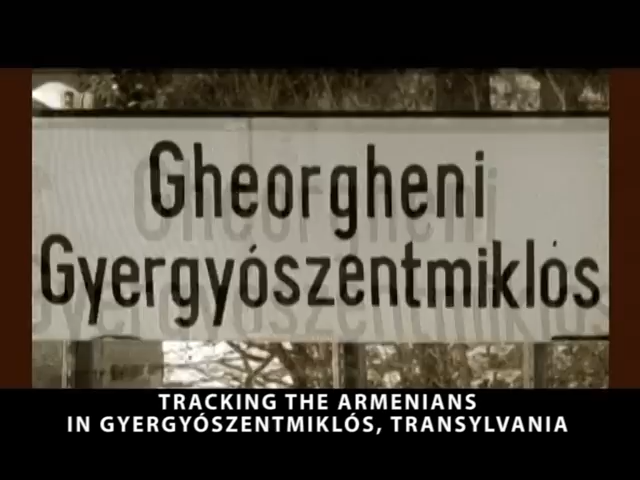 Gheorgheni
Gyergyószentmiklós
TRACKING THE ARMENIANS
IN GYERGYÓSZENTMIKLÓS, TRANSYLVANIA